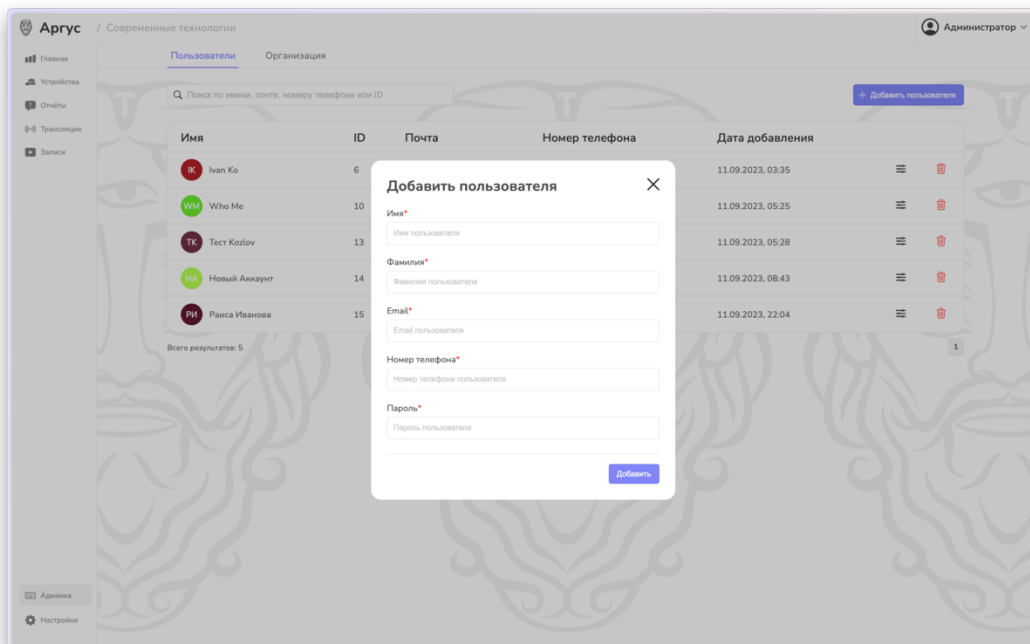 Аргус / Современные технологии
Администратор
Главная
Устройства
Отчёты
Трансляция
Записи
Админка
Настройки
Пользователи Организация
Поиск по имени, почте, номеру телефона или ID
+ Добавить пользователя
Имя ID Почта Номер телефона Дата добавления
IK Ivan Ko 6 11.09.2023, 03:35
WM Who Me 10 11.09.2023, 05:25
TK Тест Kozlov 13 11.09.2023, 05:28
НА Новый Аккаунт 14 11.09.2023, 08:43
РИ Раиса Иванова 15 11.09.2023, 22:04
Всего результатов: 5 1
Добавить пользователя
Имя*
Имя пользователя
Фамилия*
Фамилия пользователя
Email*
Email пользователя
Номер телефона*
Номер телефона пользователя
Пароль*
Пароль пользователя
Добавить